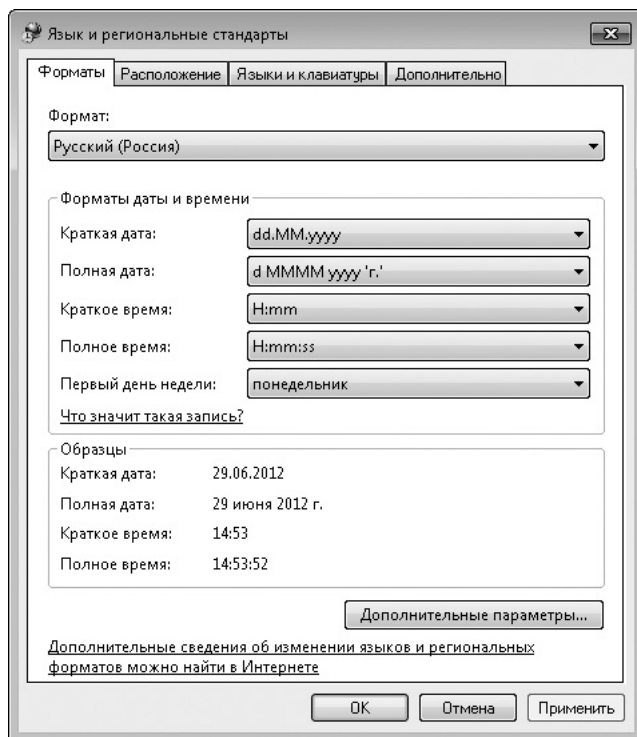 Язык и региональные стандарты
Форматы Расположение Языки и клавиатуры Дополнительно
Формат:
Русский (Россия)
Форматы даты и времени
Краткая дата: dd.MM.yyyy
Полная дата: d MMMM yyyy 'г.'
Краткое время: H:mm
Полное время: H:mm:ss
Первый день недели: понедельник
Что значит такая запись?
Образцы
Краткая дата: 29.06.2012
Полная дата: 29 июня 2012 г.
Краткое время: 14:53
Полное время: 14:53:52
Дополнительные параметры...
Дополнительные сведения об изменении языков и региональных
форматов можно найти в Интернете
OK Отмена Применить